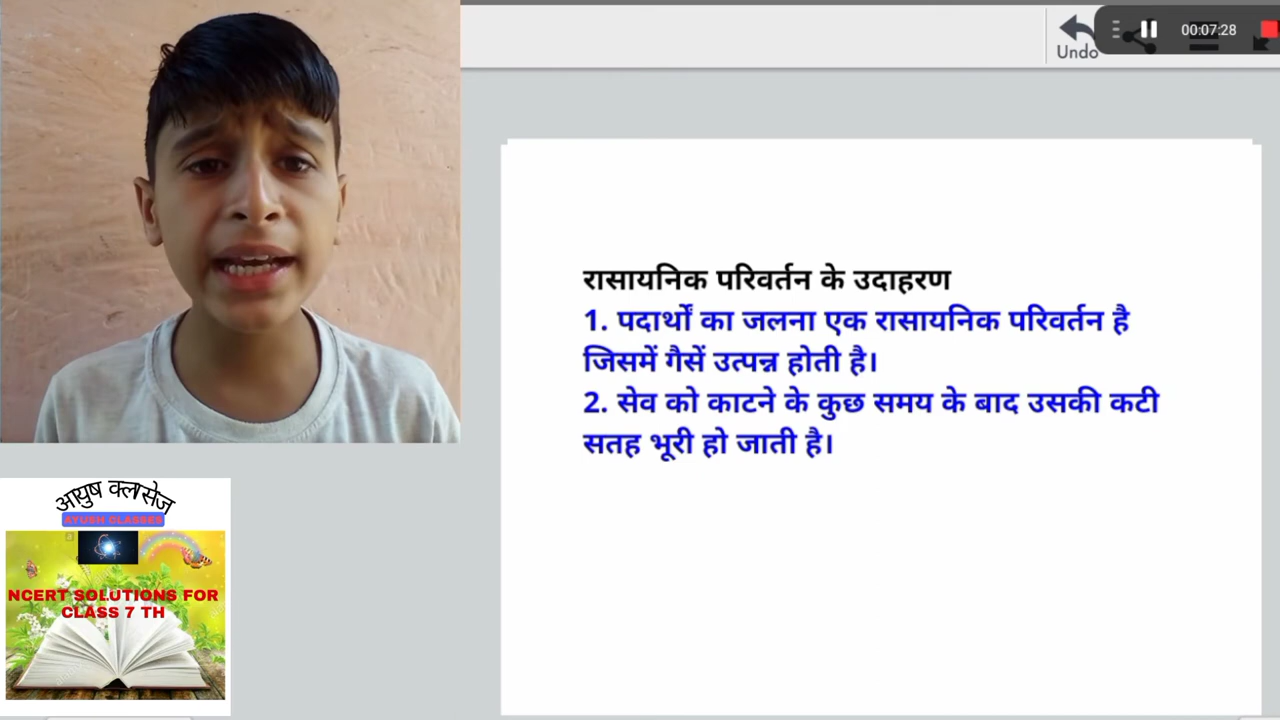 Undo
00:07:28
रासायनिक परिवर्तन के उदाहरण
1. पदार्थों का जलना एक रासायनिक परिवर्तन है
जिसमें गैसें उत्पन्न होती है।
2. सेव को काटने के कुछ समय के बाद उसकी कटी
सतह भूरी हो जाती है।
आयुष क्लासेज
AYUSH CLASSES
NCERT SOLUTIONS FOR
CLASS 7 TH